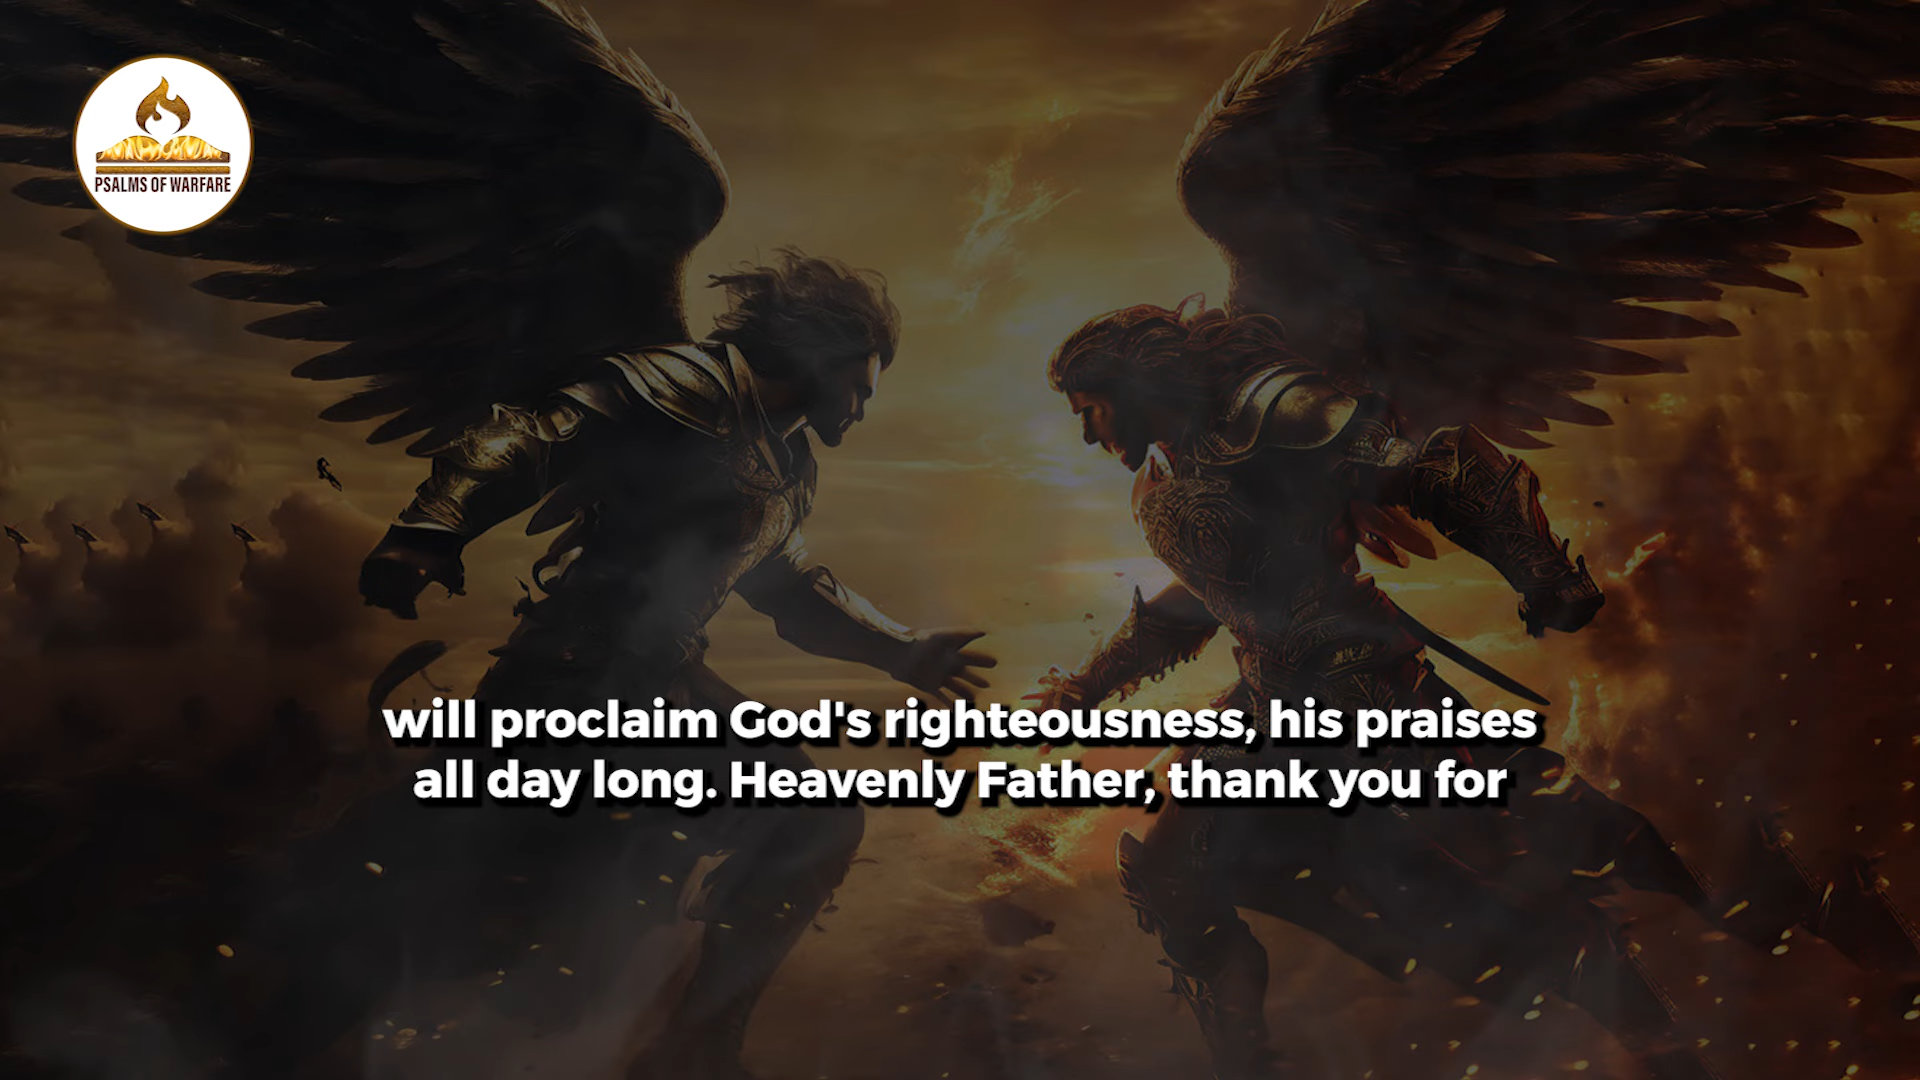 PSALMS OF WARFARE
will proclaim God's righteousness, his praises
all day long. Heavenly Father, thank you for